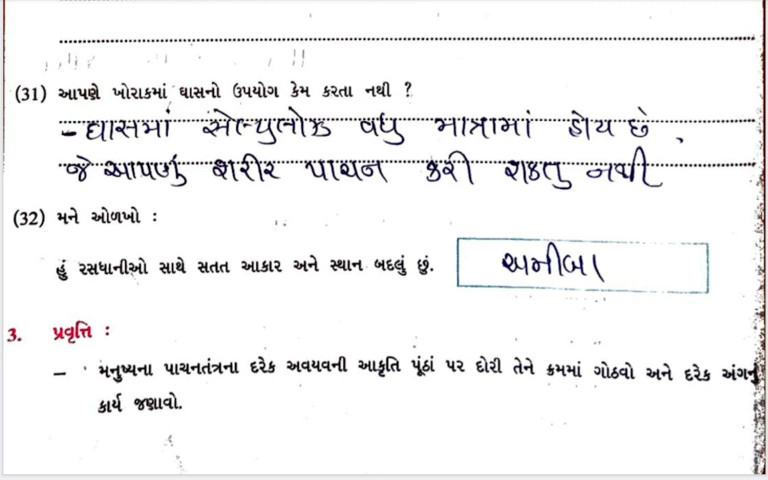 (31) આપણે ખોરાકમાં ઘાસનો ઉપયોગ કેમ કરતા નથી ?
– ઘાસમાં સેલ્યુલોઝ વધુ માત્રામાં હોય છે ,
જે આપણું શરીર પાચન કરી શકતુ નથી
(32) મને ઓળખો :
હું રસધાનીઓ સાથે સતત આકાર અને સ્થાન બદલું છું. અમીબા
3. પ્રવૃત્તિ :
– મનુષ્યના પાચનતંત્રના દરેક અવયવની આકૃતિ પૂંઠાં પર દોરી તેને ક્રમમાં ગોઠવો અને દરેક અંગનું
કાર્ય જણાવો.